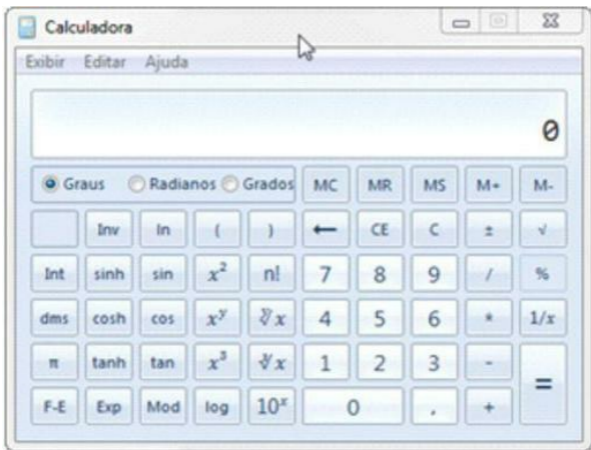 Calculadora
Exibir Editar Ajuda
0
Graus Radianos Grados MC MR MS M+ M-
Inv ln ( ) ← CE C ± √
Int sinh sin x² n! 7 8 9 / %
dms cosh cos xʸ ʸ√x 4 5 6 * 1/x
π tanh tan x³ ³√x 1 2 3 - =
F-E Exp Mod log 10ˣ 0 , +